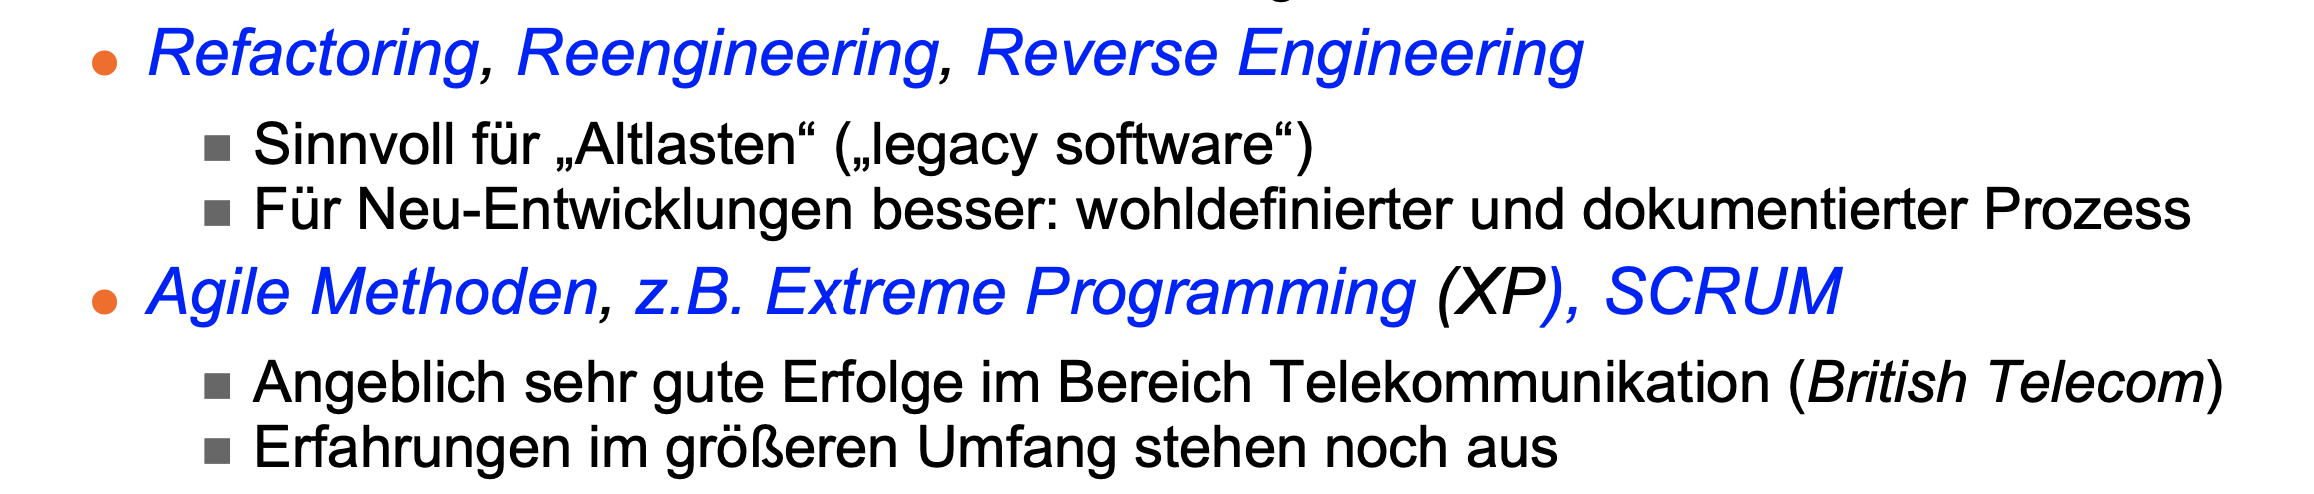 Refactoring, Reengineering, Reverse Engineering
Sinnvoll für „Altlasten“ („legacy software“)
Für Neu-Entwicklungen besser: wohldefinierter und dokumentierter Prozess
Agile Methoden, z.B. Extreme Programming (XP), SCRUM
Angeblich sehr gute Erfolge im Bereich Telekommunikation (British Telecom)
Erfahrungen im größeren Umfang stehen noch aus